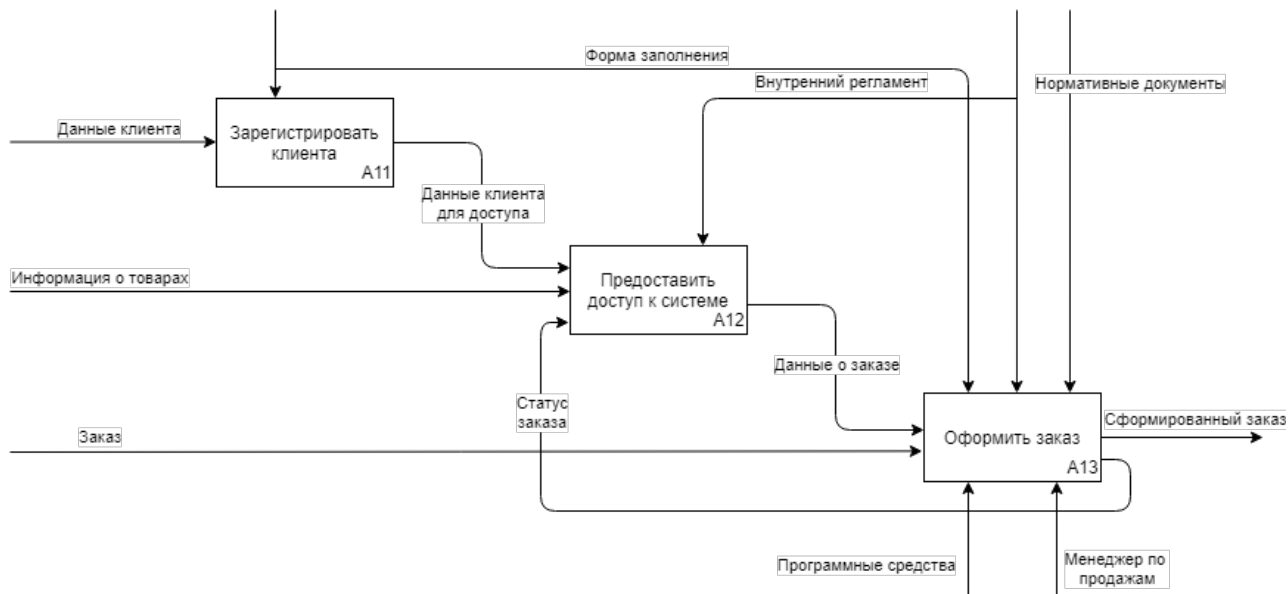 Форма заполнения
Внутренний регламент
Нормативные документы
Данные клиента
Зарегистрировать
клиента
A11
Данные клиента
для доступа
Информация о товарах
Предоставить
доступ к системе
A12
Данные о заказе
Статус
заказа
Заказ
Оформить заказ
A13
Сформированный заказ
Программные средства
Менеджер по
продажам